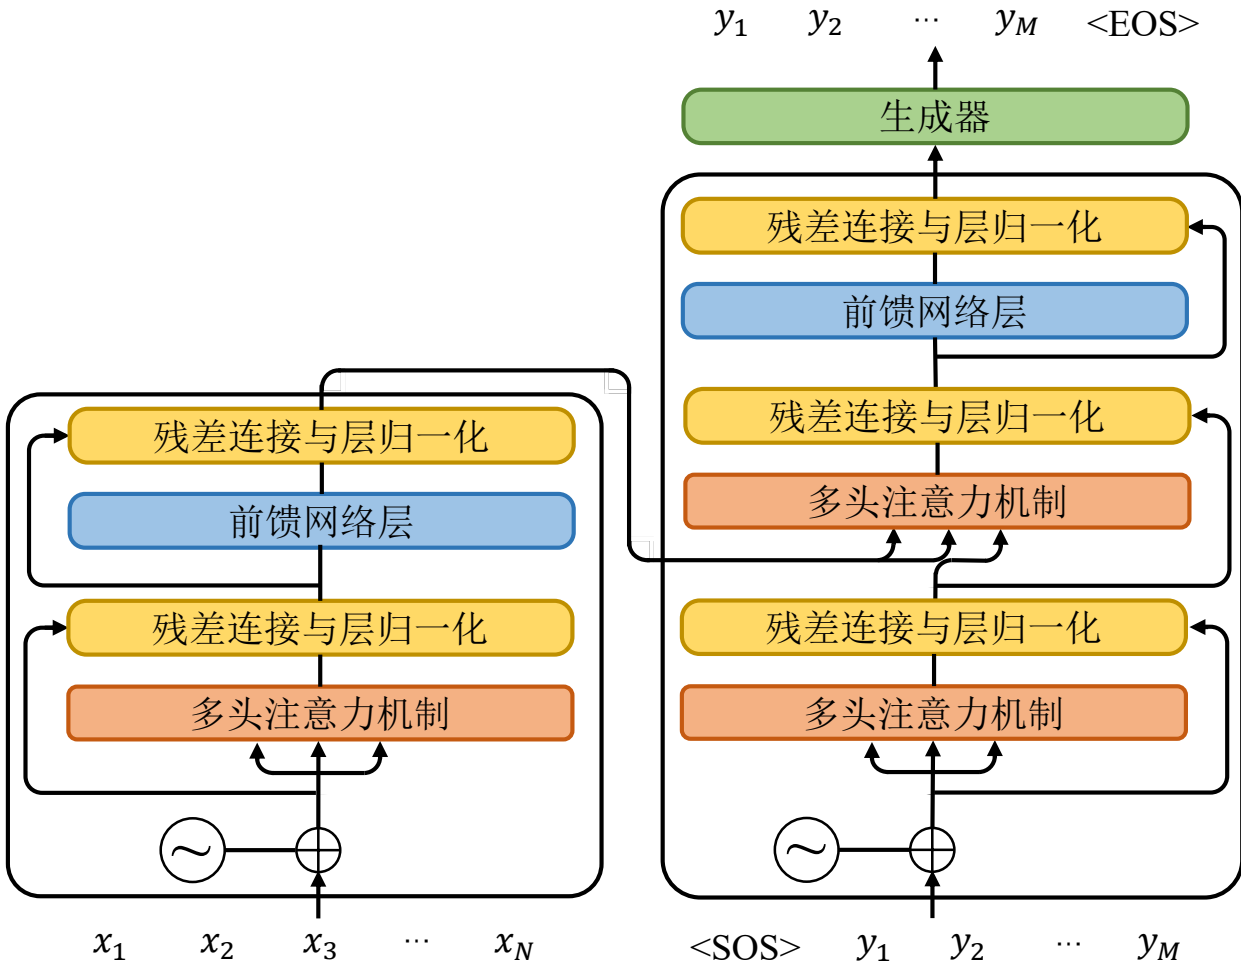 y₁ y₂ ⋯ y_M <EOS>
生成器
残差连接与层归一化
前馈网络层
残差连接与层归一化
多头注意力机制
残差连接与层归一化
多头注意力机制
<SOS> y₁ y₂ ⋯ y_M
残差连接与层归一化
前馈网络层
残差连接与层归一化
多头注意力机制
x₁ x₂ x₃ ⋯ x_N